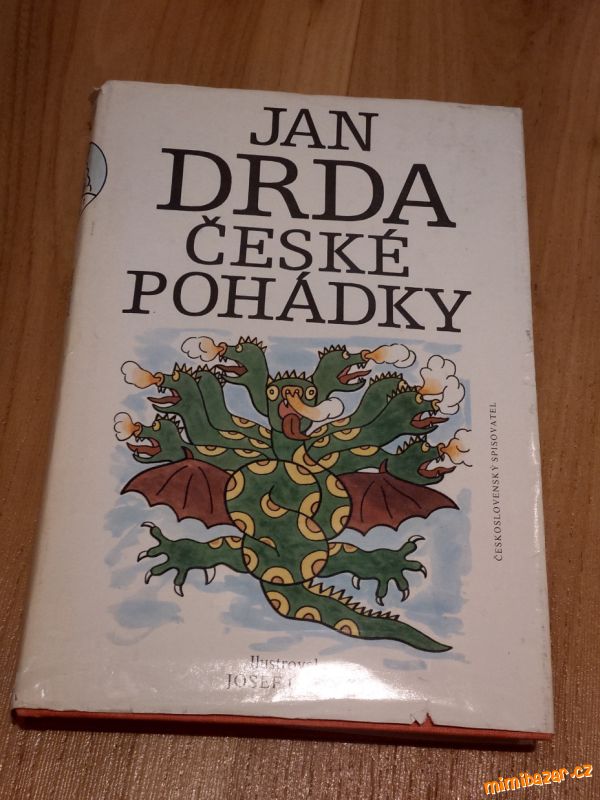 JAN
DRDA
ČESKÉ
POHÁDKY
ČESKOSLOVENSKÝ SPISOVATEL
Ilustroval
JOSEF
mimibazar.cz